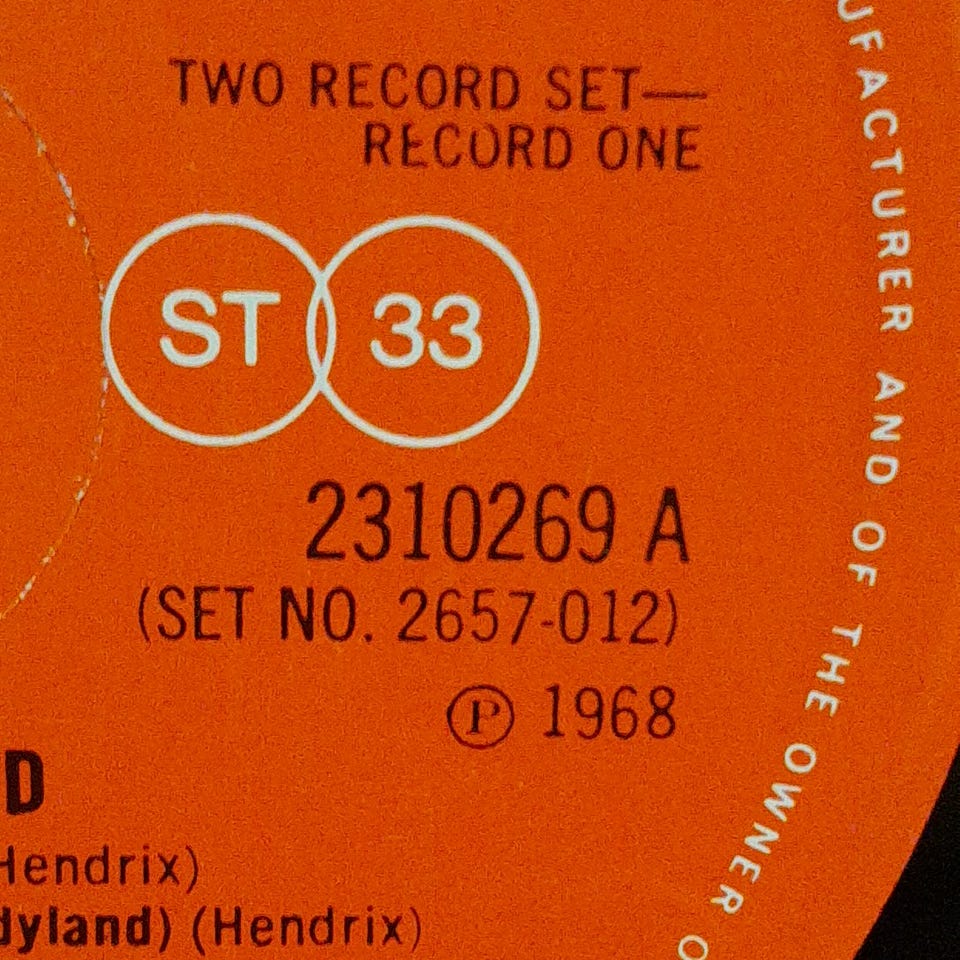 TWO RECORD SET—
RECORD ONE
ST 33
2310269 A
(SET NO. 2657-012)
Ⓟ 1968
D
Hendrix)
dyland) (Hendrix)
UFACTURER AND OF THE OWNER O